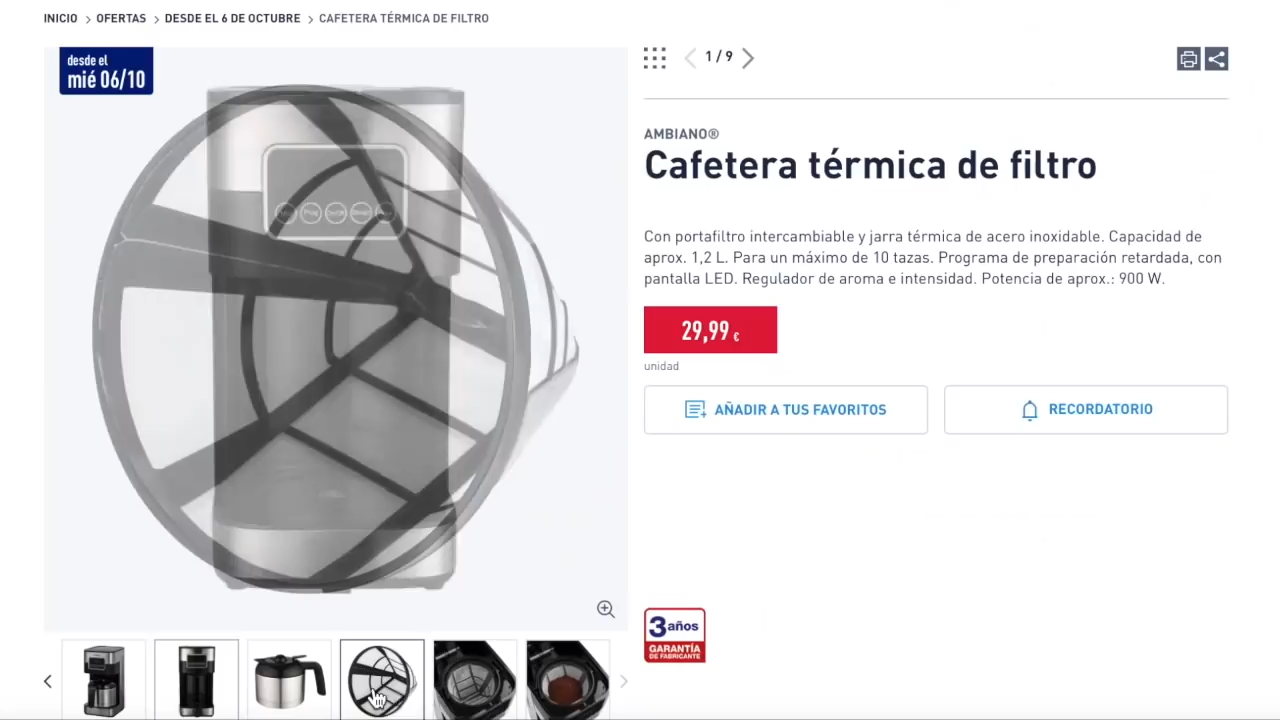 INICIO > OFERTAS > DESDE EL 6 DE OCTUBRE > CAFETERA TÉRMICA DE FILTRO
desde el
mié 06/10
1 / 9
AMBIANO®
Cafetera térmica de filtro
Con portafiltro intercambiable y jarra térmica de acero inoxidable. Capacidad de
aprox. 1,2 L. Para un máximo de 10 tazas. Programa de preparación retardada, con
pantalla LED. Regulador de aroma e intensidad. Potencia de aprox.: 900 W.
29,99 €
unidad
AÑADIR A TUS FAVORITOS
RECORDATORIO
3 años
GARANTÍA
DE FABRICANTE